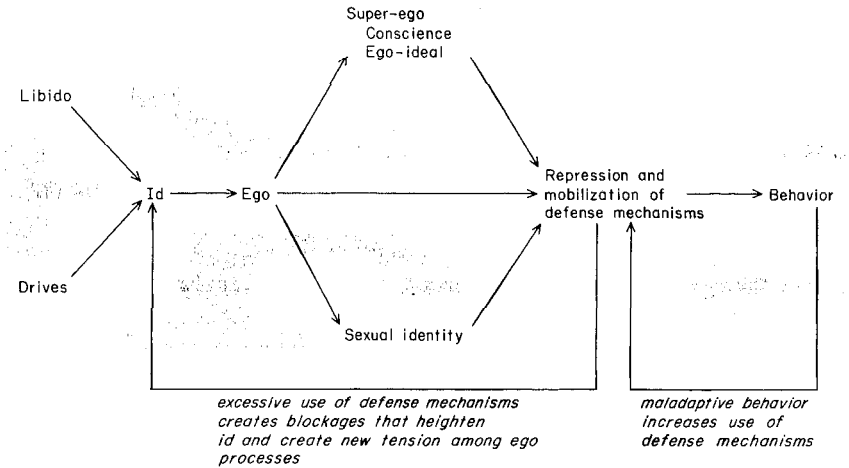 Super-ego
Conscience
Ego-ideal
Libido
Id
Ego
Repression and
mobilization of
defense mechanisms
Behavior
Drives
Sexual identity
excessive use of defense mechanisms
creates blockages that heighten
id and create new tension among ego
processes
maladaptive behavior
increases use of
defense mechanisms